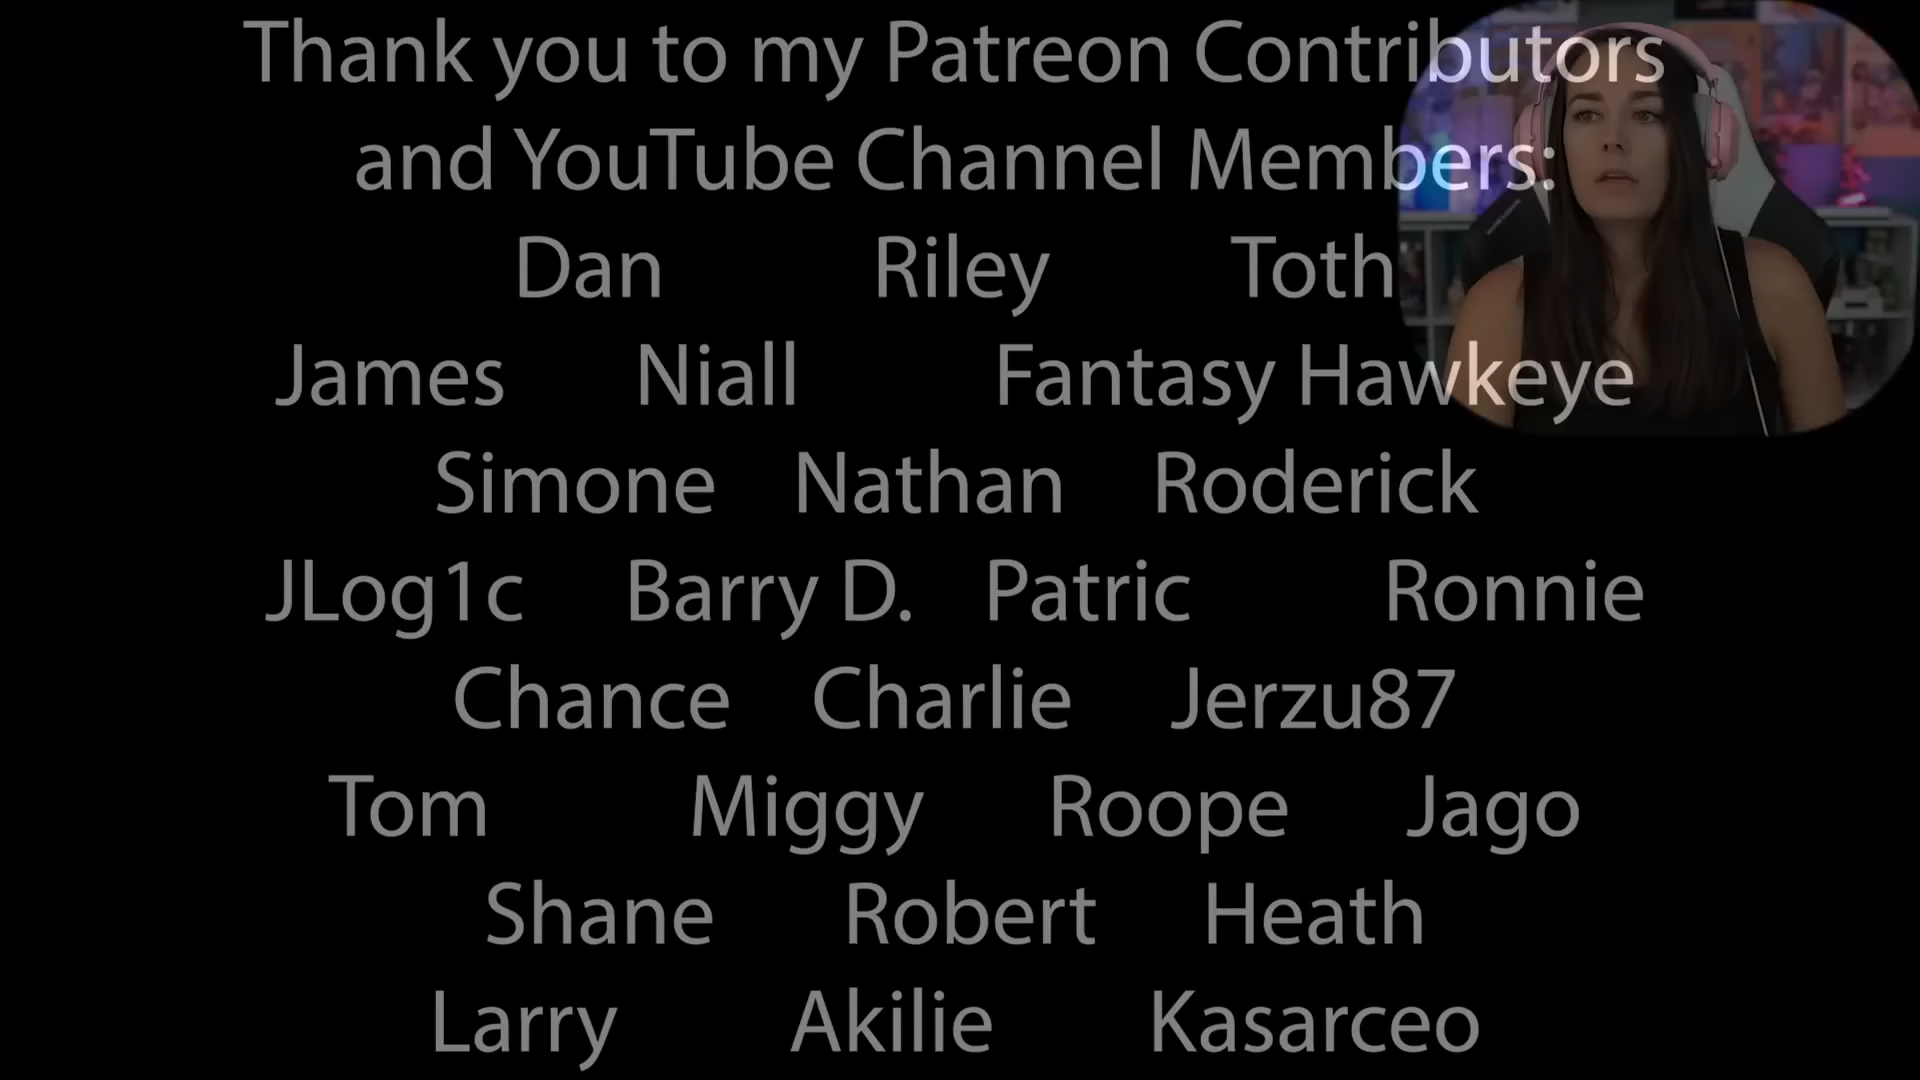 Thank you to my Patreon Contributors
and YouTube Channel Members:
Dan Riley Toth
James Niall Fantasy Hawkeye
Simone Nathan Roderick
JLog1c Barry D. Patric Ronnie
Chance Charlie Jerzu87
Tom Miggy Roope Jago
Shane Robert Heath
Larry Akilie Kasarceo